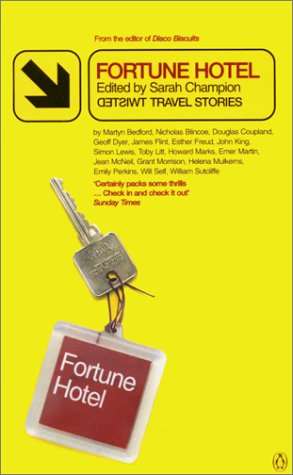 From the editor of Disco Biscuits
FORTUNE HOTEL
Edited by Sarah Champion
TWISTED TRAVEL STORIES
by Martyn Bedford, Nicholas Blincoe, Douglas Coupland,
Geoff Dyer, James Flint, Esther Freud, John King,
Simon Lewis, Toby Litt, Howard Marks, Emer Martin,
Jean McNeil, Grant Morrison, Helena Mulkerns,
Emily Perkins, Will Self, William Sutcliffe
'Certainly packs some thrills
... Check in and check it out'
Sunday Times
Fortune
Hotel